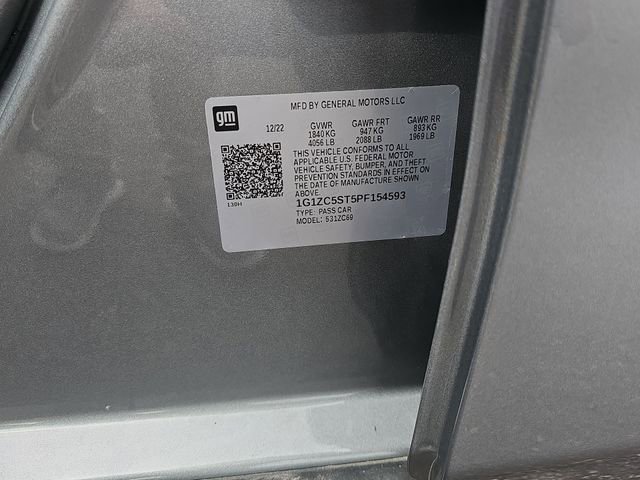 gm
MFD BY GENERAL MOTORS LLC
12/22 GVWR GAWR FRT GAWR RR
1840 KG 947 KG 893 KG
4056 LB 2088 LB 1969 LB
THIS VEHICLE CONFORMS TO ALL
APPLICABLE U.S. FEDERAL MOTOR
VEHICLE SAFETY, BUMPER, AND THEFT
PREVENTION STANDARDS IN EFFECT ON
THE DATE OF MANUFACTURE SHOWN
ABOVE.
1G1ZC5ST5PF154593
TYPE: PASS CAR
MODEL: 531ZC69